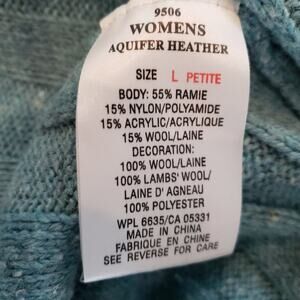 9506
WOMENS
AQUIFER HEATHER
SIZE L PETITE
BODY: 55% RAMIE
15% NYLON/POLYAMIDE
15% ACRYLIC/ACRYLIQUE
15% WOOL/LAINE
DECORATION:
100% WOOL/LAINE
100% LAMBS' WOOL/
LAINE D'AGNEAU
100% POLYESTER
WPL 6635/CA 05331
MADE IN CHINA
FABRIQUE EN CHINE
SEE REVERSE FOR CARE